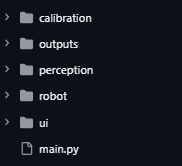 calibration
outputs
perception
robot
ui
main.py